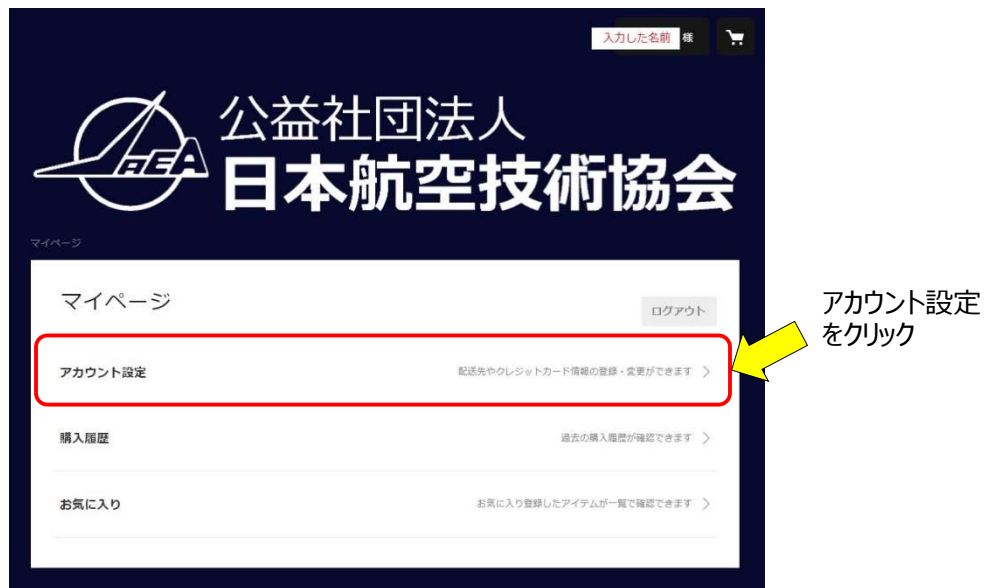 入力した名前 様
AEA
公益社団法人
日本航空技術協会
マイページ
マイページ
ログアウト
アカウント設定
配送先やクレジットカード情報の登録・変更ができます
アカウント設定
をクリック
購入履歴
過去の購入履歴が確認できます
お気に入り
お気に入り登録したアイテムが一覧で確認できます